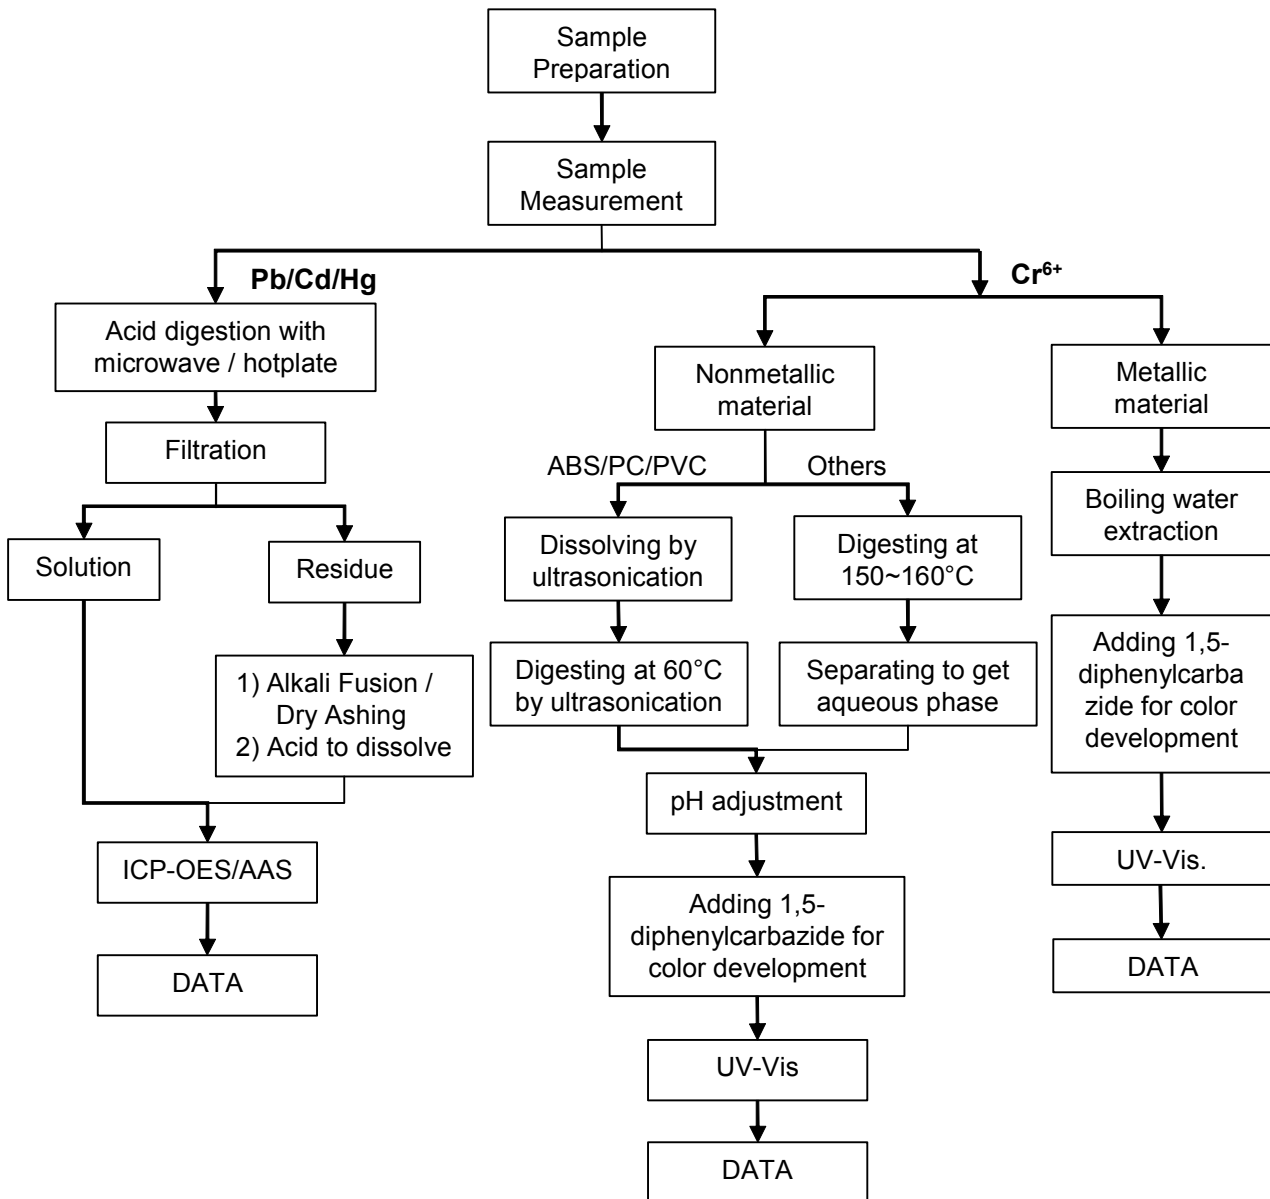 Sample
Preparation
Sample
Measurement
Pb/Cd/Hg
Cr⁶⁺
Acid digestion with
microwave / hotplate
Filtration
Solution
Residue
1) Alkali Fusion /
Dry Ashing
2) Acid to dissolve
ICP-OES/AAS
DATA
Nonmetallic
material
ABS/PC/PVC
Others
Dissolving by
ultrasonication
Digesting at
150~160°C
Digesting at 60°C
by ultrasonication
Separating to get
aqueous phase
pH adjustment
Adding 1,5-
diphenylcarbazide for
color development
UV-Vis
DATA
Metallic
material
Boiling water
extraction
Adding 1,5-
diphenylcarba
zide for color
development
UV-Vis.
DATA